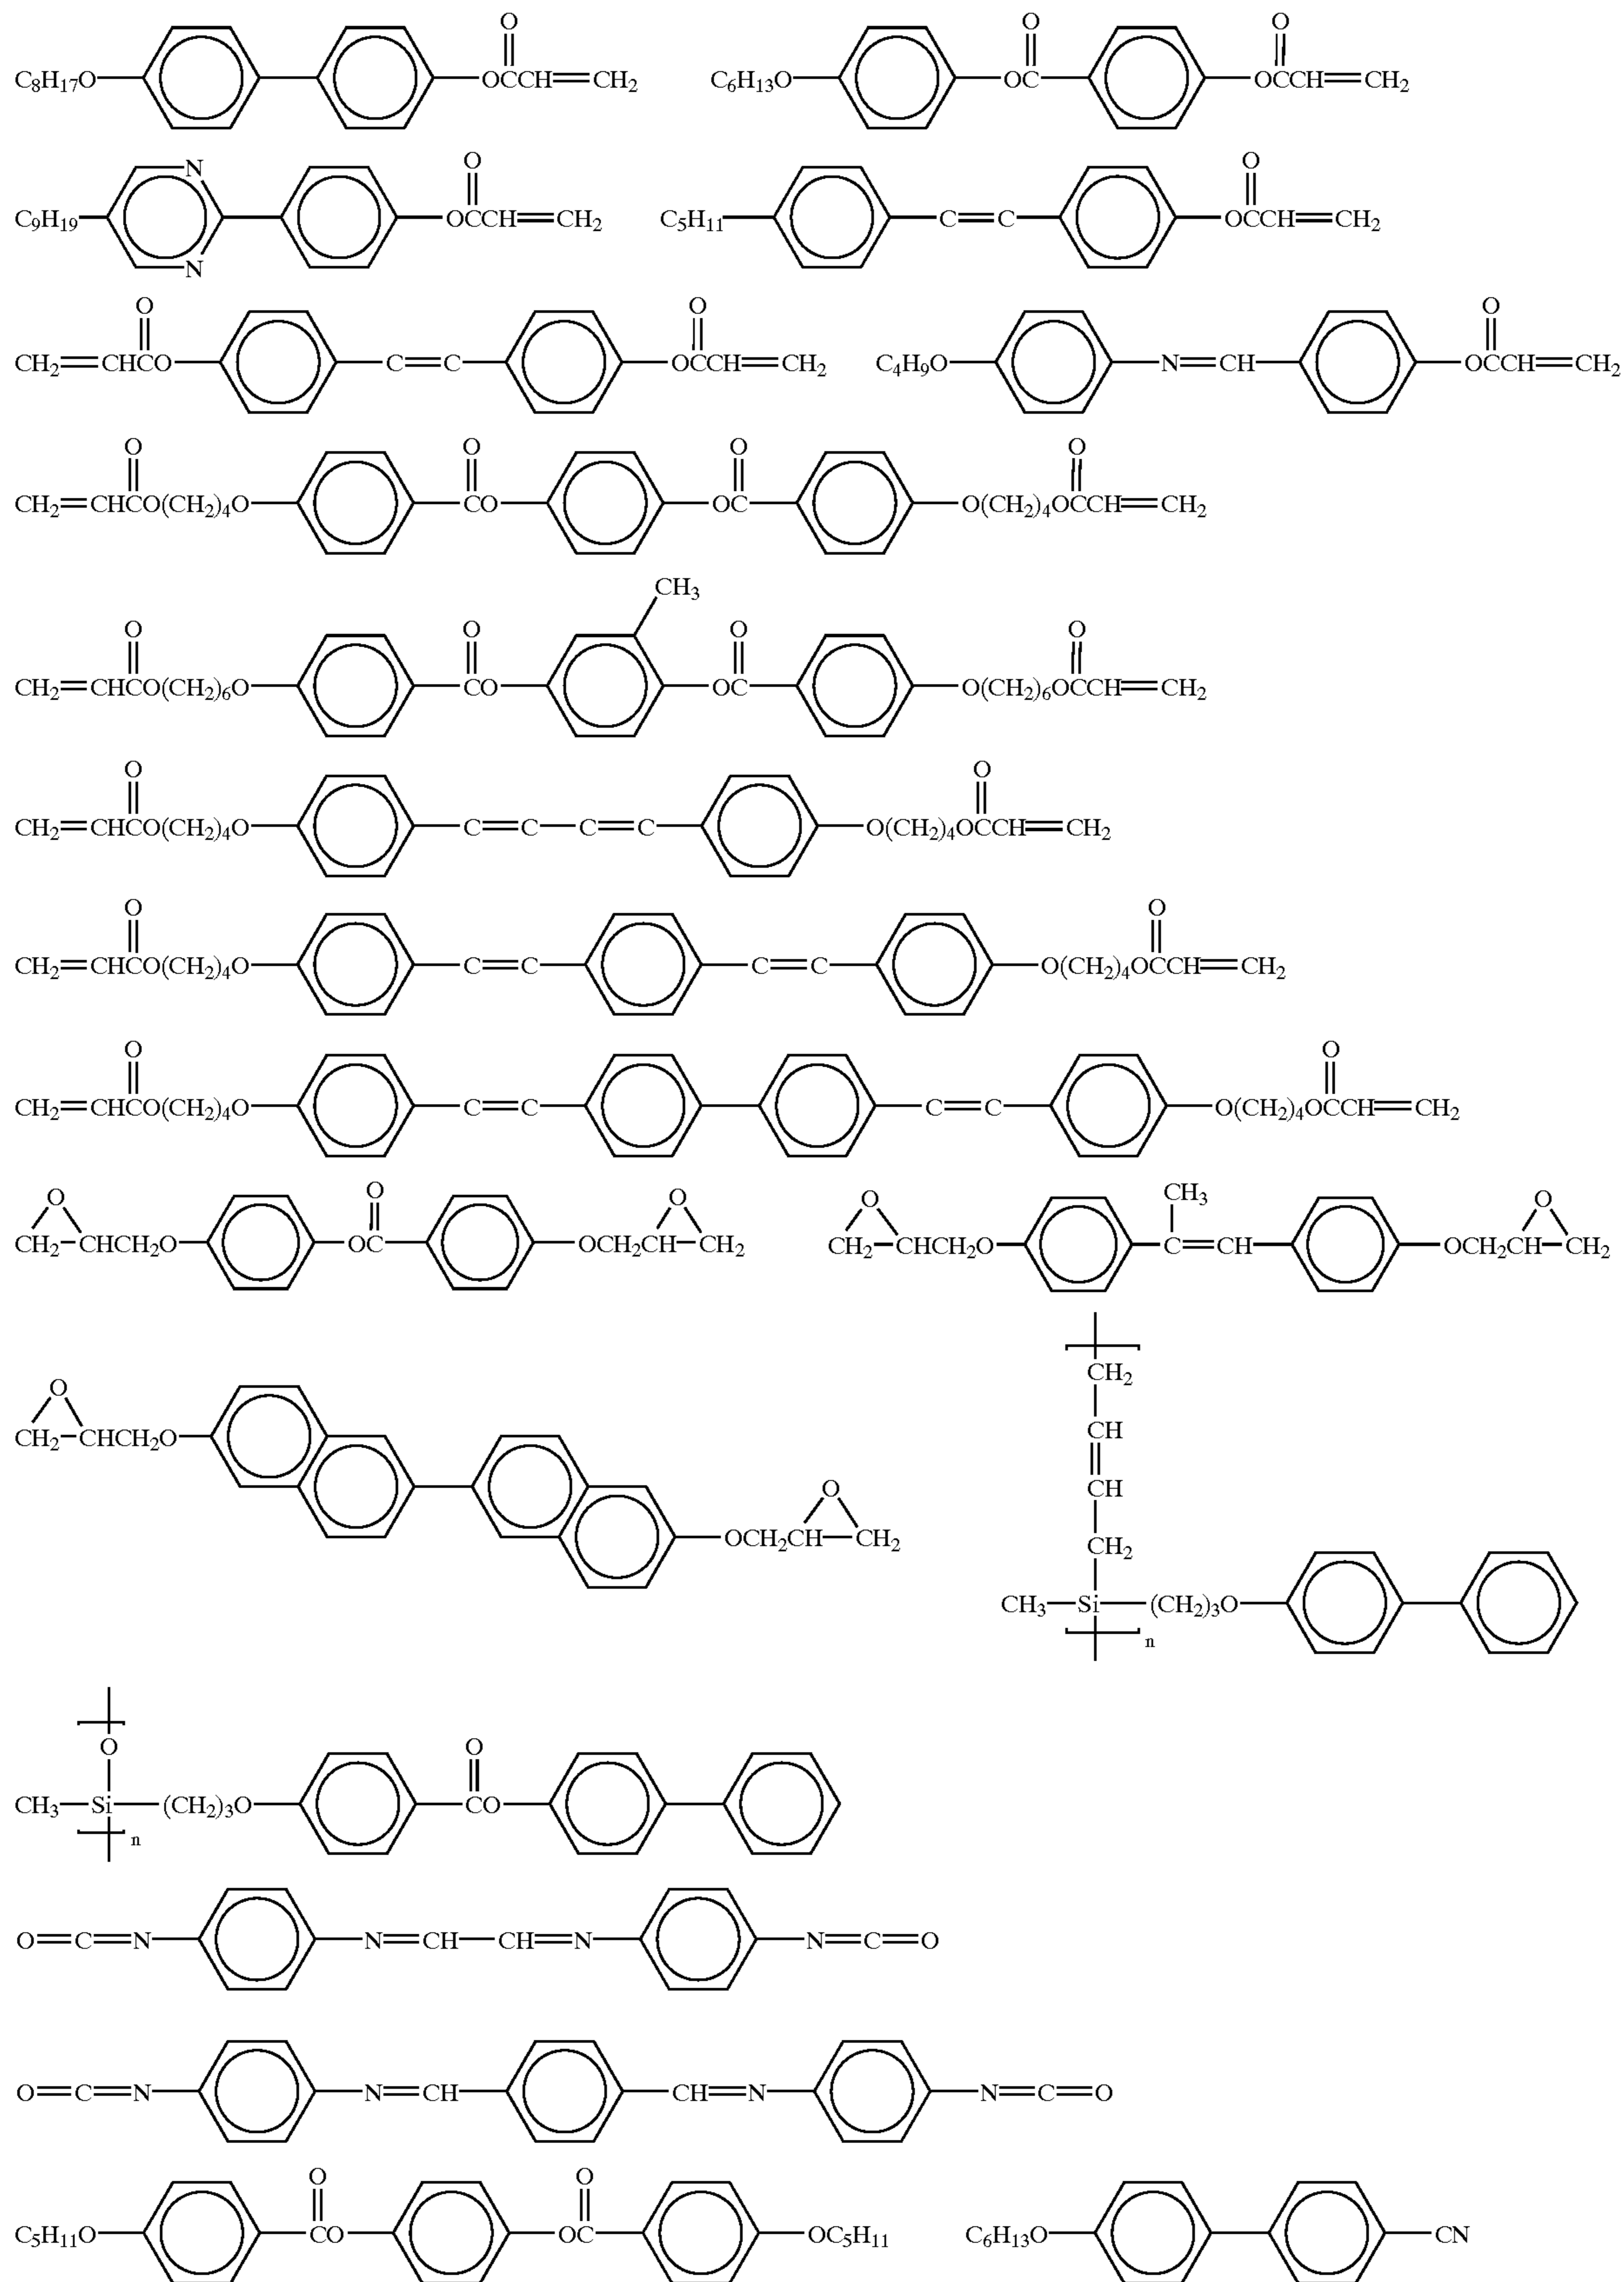 O O O
C8H17O OCCH=CH2 C6H13O OC OCCH=CH2
N O O
C9H19 OCCH=CH2 C5H11 C=C OCCH=CH2
N
O O O
CH2=CHCO C=C OCCH=CH2 C4H9O N=CH OCCH=CH2
O O O O
CH2=CHCO(CH2)4O CO OC O(CH2)4OCCH=CH2
CH3
O O O O
CH2=CHCO(CH2)6O CO OC O(CH2)6OCCH=CH2
O O
CH2=CHCO(CH2)4O C=C C=C O(CH2)4OCCH=CH2
O O
CH2=CHCO(CH2)4O C=C C=C O(CH2)4OCCH=CH2
O O
CH2=CHCO(CH2)4O C=C C=C O(CH2)4OCCH=CH2
O O O O CH3 O
CH2-CHCH2O OC OCH2CH-CH2 CH2-CHCH2O C=CH OCH2CH-CH2
CH2
O
CH2-CHCH2O CH
CH
O
OCH2CH-CH2 CH2
CH3-Si-(CH2)3O
n
O O
CH3-Si-(CH2)3O CO
n
O=C=N N=CH-CH=N N=C=O
O=C=N N=CH CH=N N=C=O
O O
C5H11O CO OC OC5H11 C6H13O CN